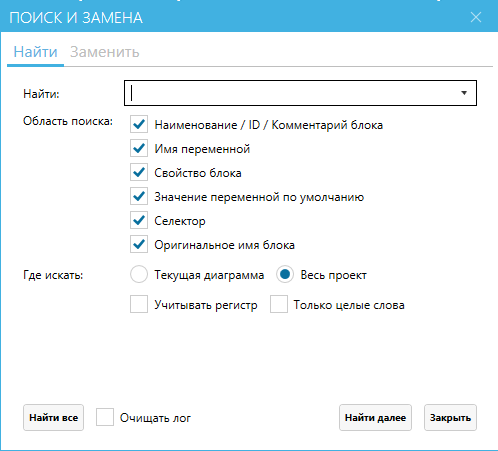 ПОИСК И ЗАМЕНА
Найти Заменить
Найти:
Область поиска: Наименование / ID / Комментарий блока
Имя переменной
Свойство блока
Значение переменной по умолчанию
Селектор
Оригинальное имя блока
Где искать: Текущая диаграмма Весь проект
Учитывать регистр Только целые слова
Найти все Очищать лог Найти далее Закрыть